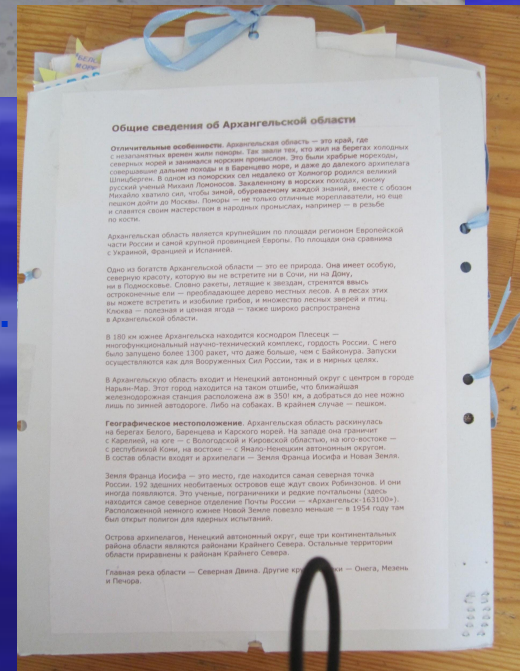 БЕЛОЕ
МОРЕ
Общие сведения об Архангельской области
Отличительные особенности. Архангельская область — это край, где
с незапамятных времен жили поморы. Так звали тех, кто жил на берегах холодных
северных морей и занимался морским промыслом. Это были храбрые мореходы,
совершавшие дальние походы и в Баренцево море, и даже до далекого архипелага
Шпицберген. В одном из поморских сел недалеко от Холмогор родился великий
русский ученый Михаил Ломоносов. Закаленному в морских походах, юному
Михайло хватило сил, чтобы зимой, обуреваемому жаждой знаний, вместе с обозом
пешком дойти до Москвы. Поморы — не только отличные мореплаватели, но еще
и славятся своим мастерством в народных промыслах, например — в резьбе
по кости.
Архангельская область является крупнейшим по площади регионом Европейской
части России и самой крупной провинцией Европы. По площади она сравнима
с Украиной, Францией и Испанией.
Одно из богатств Архангельской области — это ее природа. Она имеет особую,
северную красоту, которую вы не встретите ни в Сочи, ни на Дону,
ни в Подмосковье. Словно ракеты, летящие к звездам, стремятся ввысь
остроконечные ели — преобладающее дерево местных лесов. А в лесах этих
вы можете встретить и изобилие грибов, и множество лесных зверей и птиц.
Клюква — полезная и ценная ягода — также широко распространена
в Архангельской области.
В 180 км южнее Архангельска находится космодром Плесецк —
многофункциональный научно-технический комплекс, гордость России. С него
было запущено более 1300 ракет, что даже больше, чем с Байконура. Запуски
осуществляются как для Вооруженных Сил России, так и в мирных целях.
В Архангельскую область входит и Ненецкий автономный округ с центром в городе
Нарьян-Мар. Этот город находится на таком отшибе, что ближайшая
железнодорожная станция расположена аж в 350! км, а добраться до нее можно
лишь по зимней автодороге. Либо на собаках. В крайнем случае — пешком.
Географическое местоположение. Архангельская область раскинулась
на берегах Белого, Баренцева и Карского морей. На западе она граничит
с Карелией, на юге — с Вологодской и Кировской областью, на юго-востоке —
с республикой Коми, на востоке — с Ямало-Ненецким автономным округом.
В состав области входят и архипелаги — Земля Франца Иосифа и Новая Земля.
Земля Франца Иосифа — это место, где находится самая северная точка
России. 192 здешних необитаемых островов еще ждут своих Робинзонов. И они
иногда появляются. Это ученые, пограничники и редкие почтальоны (здесь
находится самое северное отделение Почты России — «Архангельск-163100»).
Расположенной немного южнее Новой Земле повезло меньше — в 1954 году там
был открыт полигон для ядерных испытаний.
Острова архипелагов, Ненецкий автономный округ, еще три континентальных
района области являются районами Крайнего Севера. Остальные территории
области приравнены к районам Крайнего Севера.
Главная река области — Северная Двина. Другие — Онега, Мезень
и Печора.